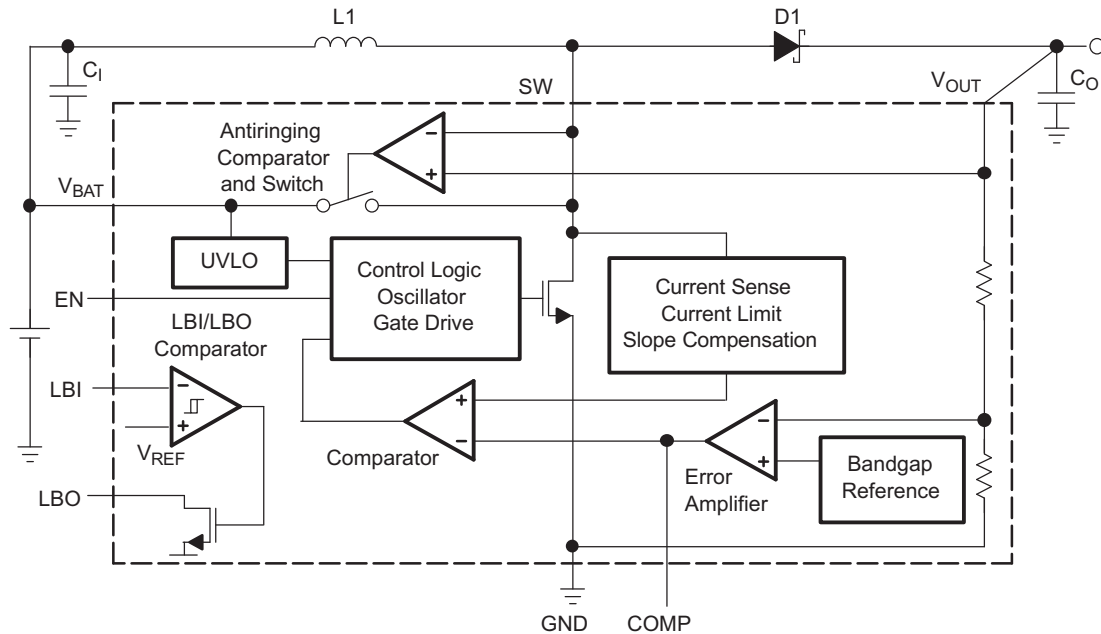 L1
D1
C_I
SW
V_OUT
C_O
Antiringing
Comparator
and Switch
−
+
V_BAT
UVLO
Control Logic
Oscillator
Gate Drive
Current Sense
Current Limit
Slope Compensation
EN
LBI/LBO
Comparator
LBI
−
+
V_REF
+
−
Comparator
−
+
Error
Amplifier
Bandgap
Reference
LBO
GND
COMP